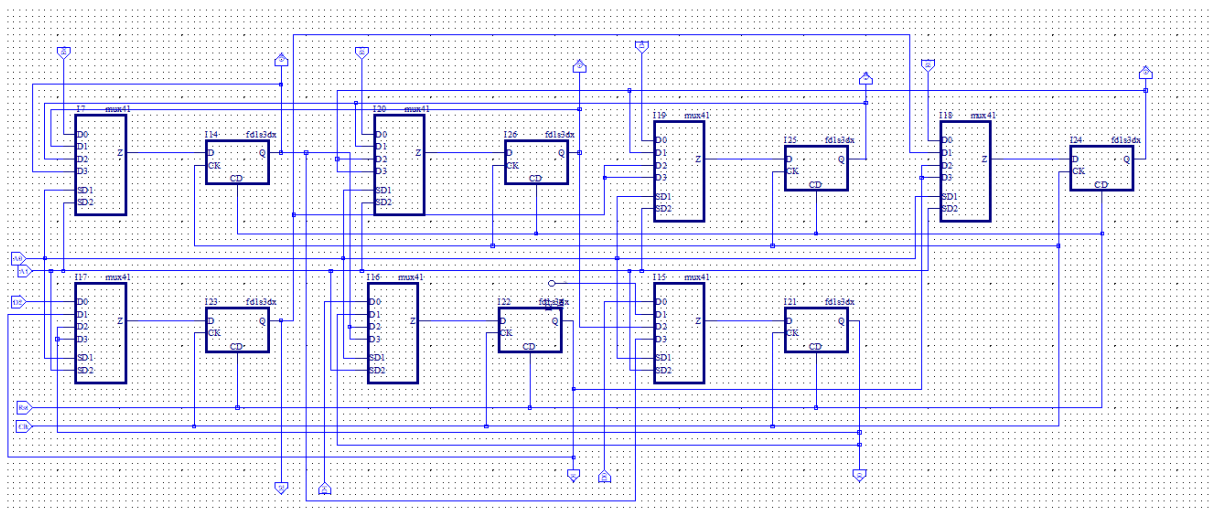 I7 mux41
I20 mux41
I19 mux41
I18 mux41
D0
D1
D2
D3
SD1
SD2
Z
I14 fd1s3dx
D Q
CK
CD
D0
D1
D2
D3
SD1
SD2
Z
I26 fd1s3dx
D Q
CK
CD
D0
D1
D2
D3
SD1
SD2
Z
I25 fd1s3dx
D Q
CK
CD
D0
D1
D2
D3
SD1
SD2
Z
I24 fd1s3dx
D Q
CK
CD
A0
A1
I17 mux41
I16 mux41
I15 mux41
D0
D1
D2
D3
SD1
SD2
Z
I23 fd1s3dx
D Q
CK
CD
D0
D1
D2
D3
SD1
SD2
Z
I22
D Q
CK
CD
D0
D1
D2
D3
SD1
SD2
Z
I21 fd1s3dx
D Q
CK
CD
Rst